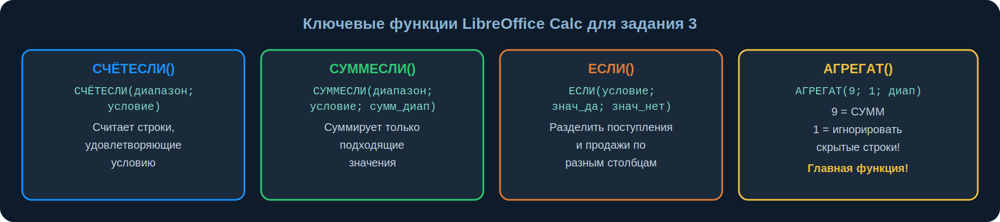 Ключевые функции LibreOffice Calc для задания 3
СЧЁТЕСЛИ()
СЧЁТЕСЛИ(диапазон;
условие)
Считает строки,
удовлетворяющие
условию
СУММЕСЛИ()
СУММЕСЛИ(диапазон;
условие; сумм_диап)
Суммирует только
подходящие
значения
ЕСЛИ()
ЕСЛИ(условие;
знач_да; знач_нет)
Разделить поступления
и продажи по
разным столбцам
АГРЕГАТ()
АГРЕГАТ(9; 1; диап)
9 = СУММ
1 = игнорировать
скрытые строки!
Главная функция!